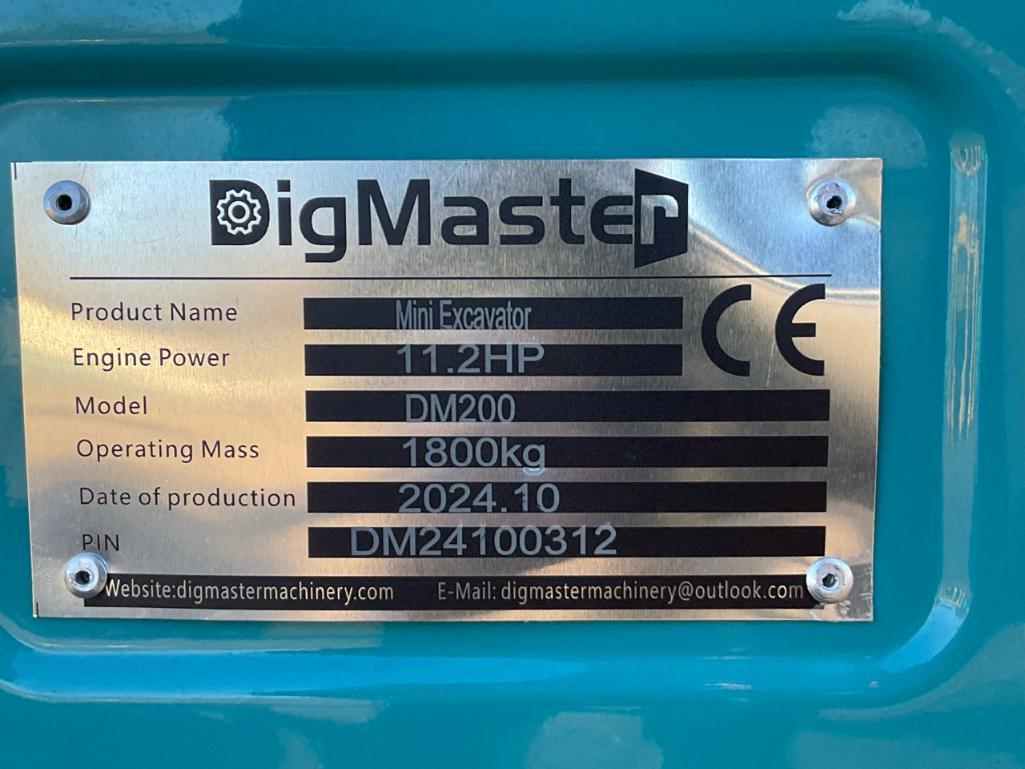 DigMaster
Product Name Mini Excavator
CE
Engine Power 11.2HP
Model DM200
Operating Mass 1800kg
Date of production 2024.10
PIN DM24100312
Website:digmastermachinery.com E-Mail: digmastermachinery@outlook.com